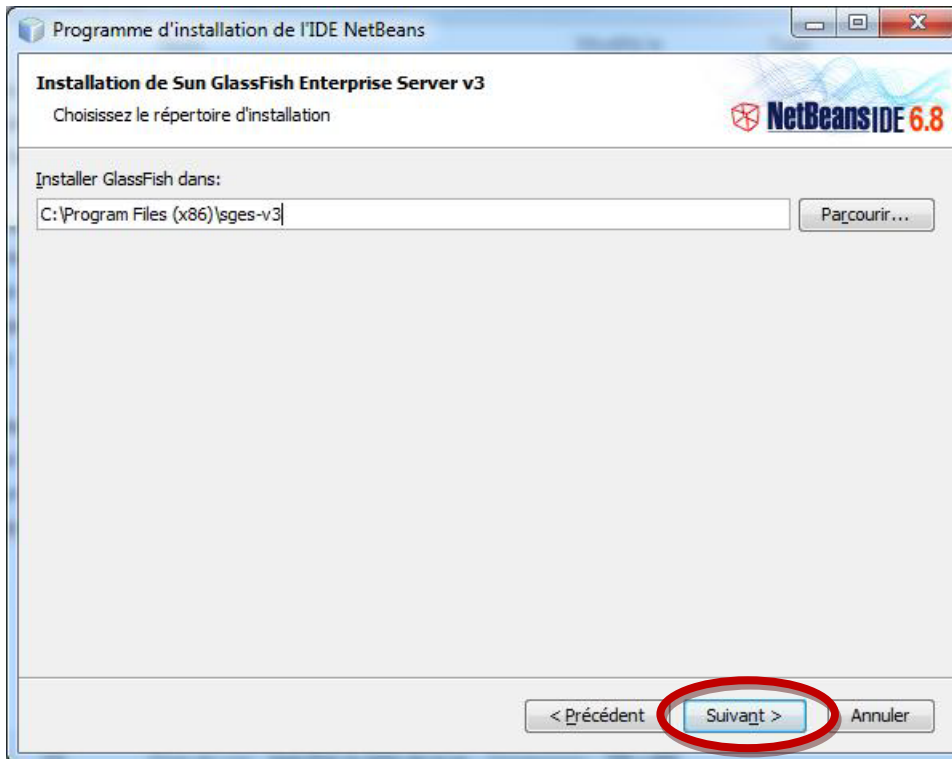 Programme d'installation de l'IDE NetBeans
Installation de Sun GlassFish Enterprise Server v3
Choisissez le répertoire d'installation
NetBeans IDE 6.8
Installer GlassFish dans:
C:\Program Files (x86)\sges-v3
Parcourir...
< Précédent
Suivant >
Annuler